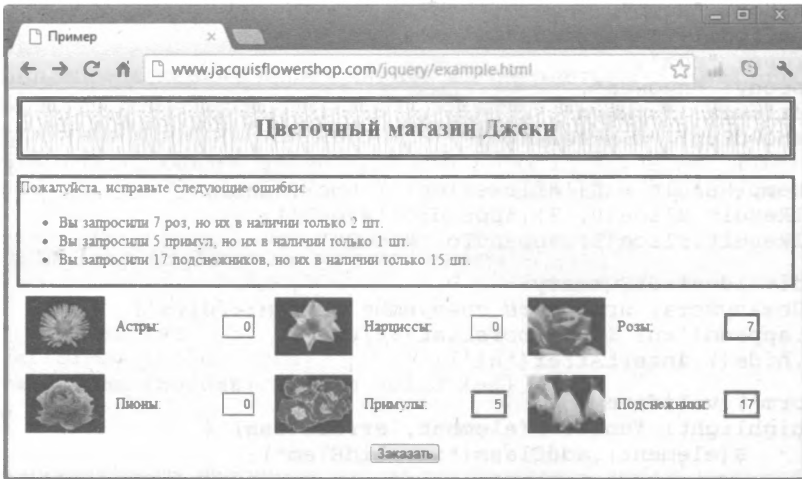 Пример
www.jacquisflowershop.com/jquery/example.html
Цветочный магазин Джеки
Пожалуйста, исправьте следующие ошибки:
• Вы запросили 7 роз, но их в наличии только 2 шт.
• Вы запросили 5 примул, но их в наличии только 1 шт.
• Вы запросили 17 подснежников, но их в наличии только 15 шт.
Астры: 0 Нарциссы: 0 Розы: 7
Пионы: 0 Примулы: 5 Подснежники: 17
Заказать